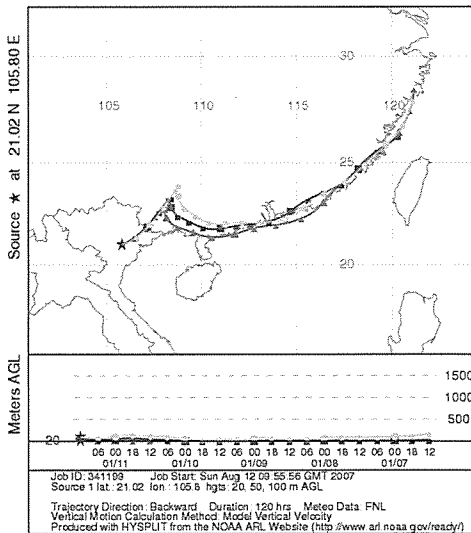 Source ★ at 21.02 N 105.80 E
30
105 110 115 120
25
20
Meters AGL
1500
1000
500
20
06 00 18 12 06 00 18 12 06 00 18 12 06 00 18 12 06 00 18 12
01/11 01/10 01/09 01/08 01/07
Job ID: 341199 Job Start: Sun Aug 12 09:55:56 GMT 2007
Source 1 lat.: 21.02 lon.: 105.8 hgts: 20, 50, 100 m AGL
Trajectory Direction: Backward Duration: 120 hrs Meteo Data: FNL
Vertical Motion Calculation Method: Model Vertical Velocity
Produced with HYSPLIT from the NOAA ARL Website (http://www.arl.noaa.gov/ready/)